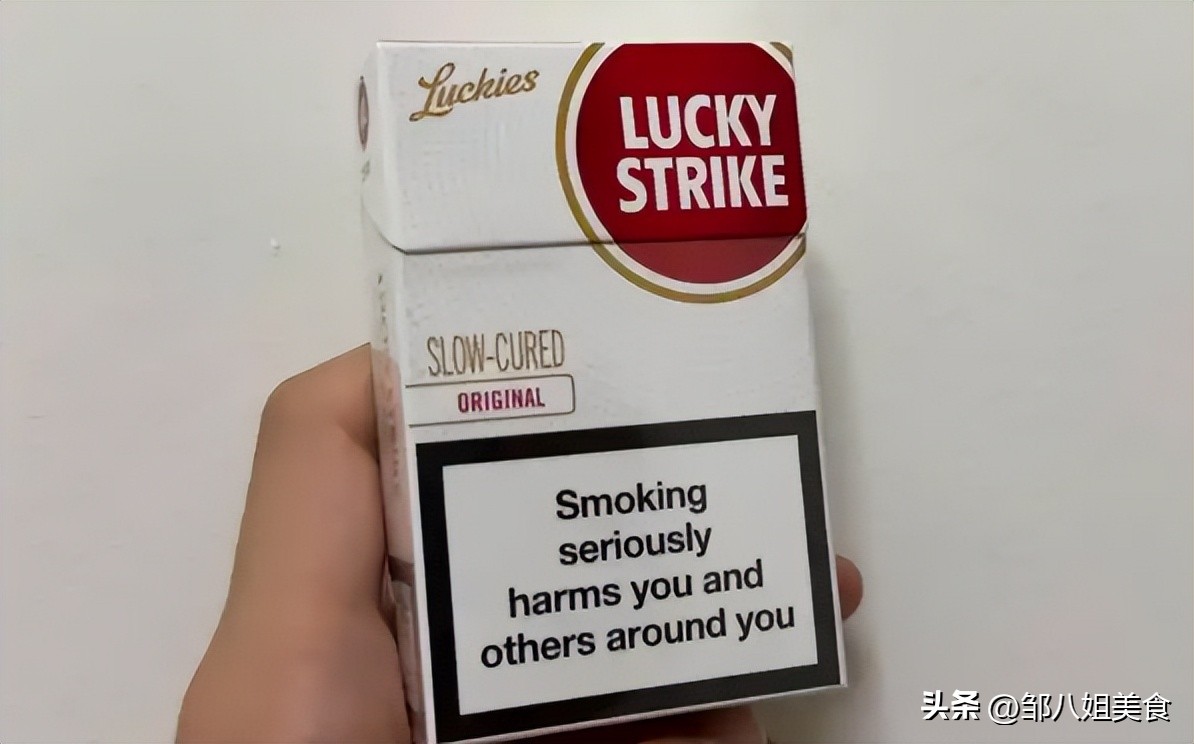 Luckies
LUCKY
STRIKE
SLOW-CURED
ORIGINAL
Smoking
seriously
harms you and
others around you
头条 @邹八姐美食